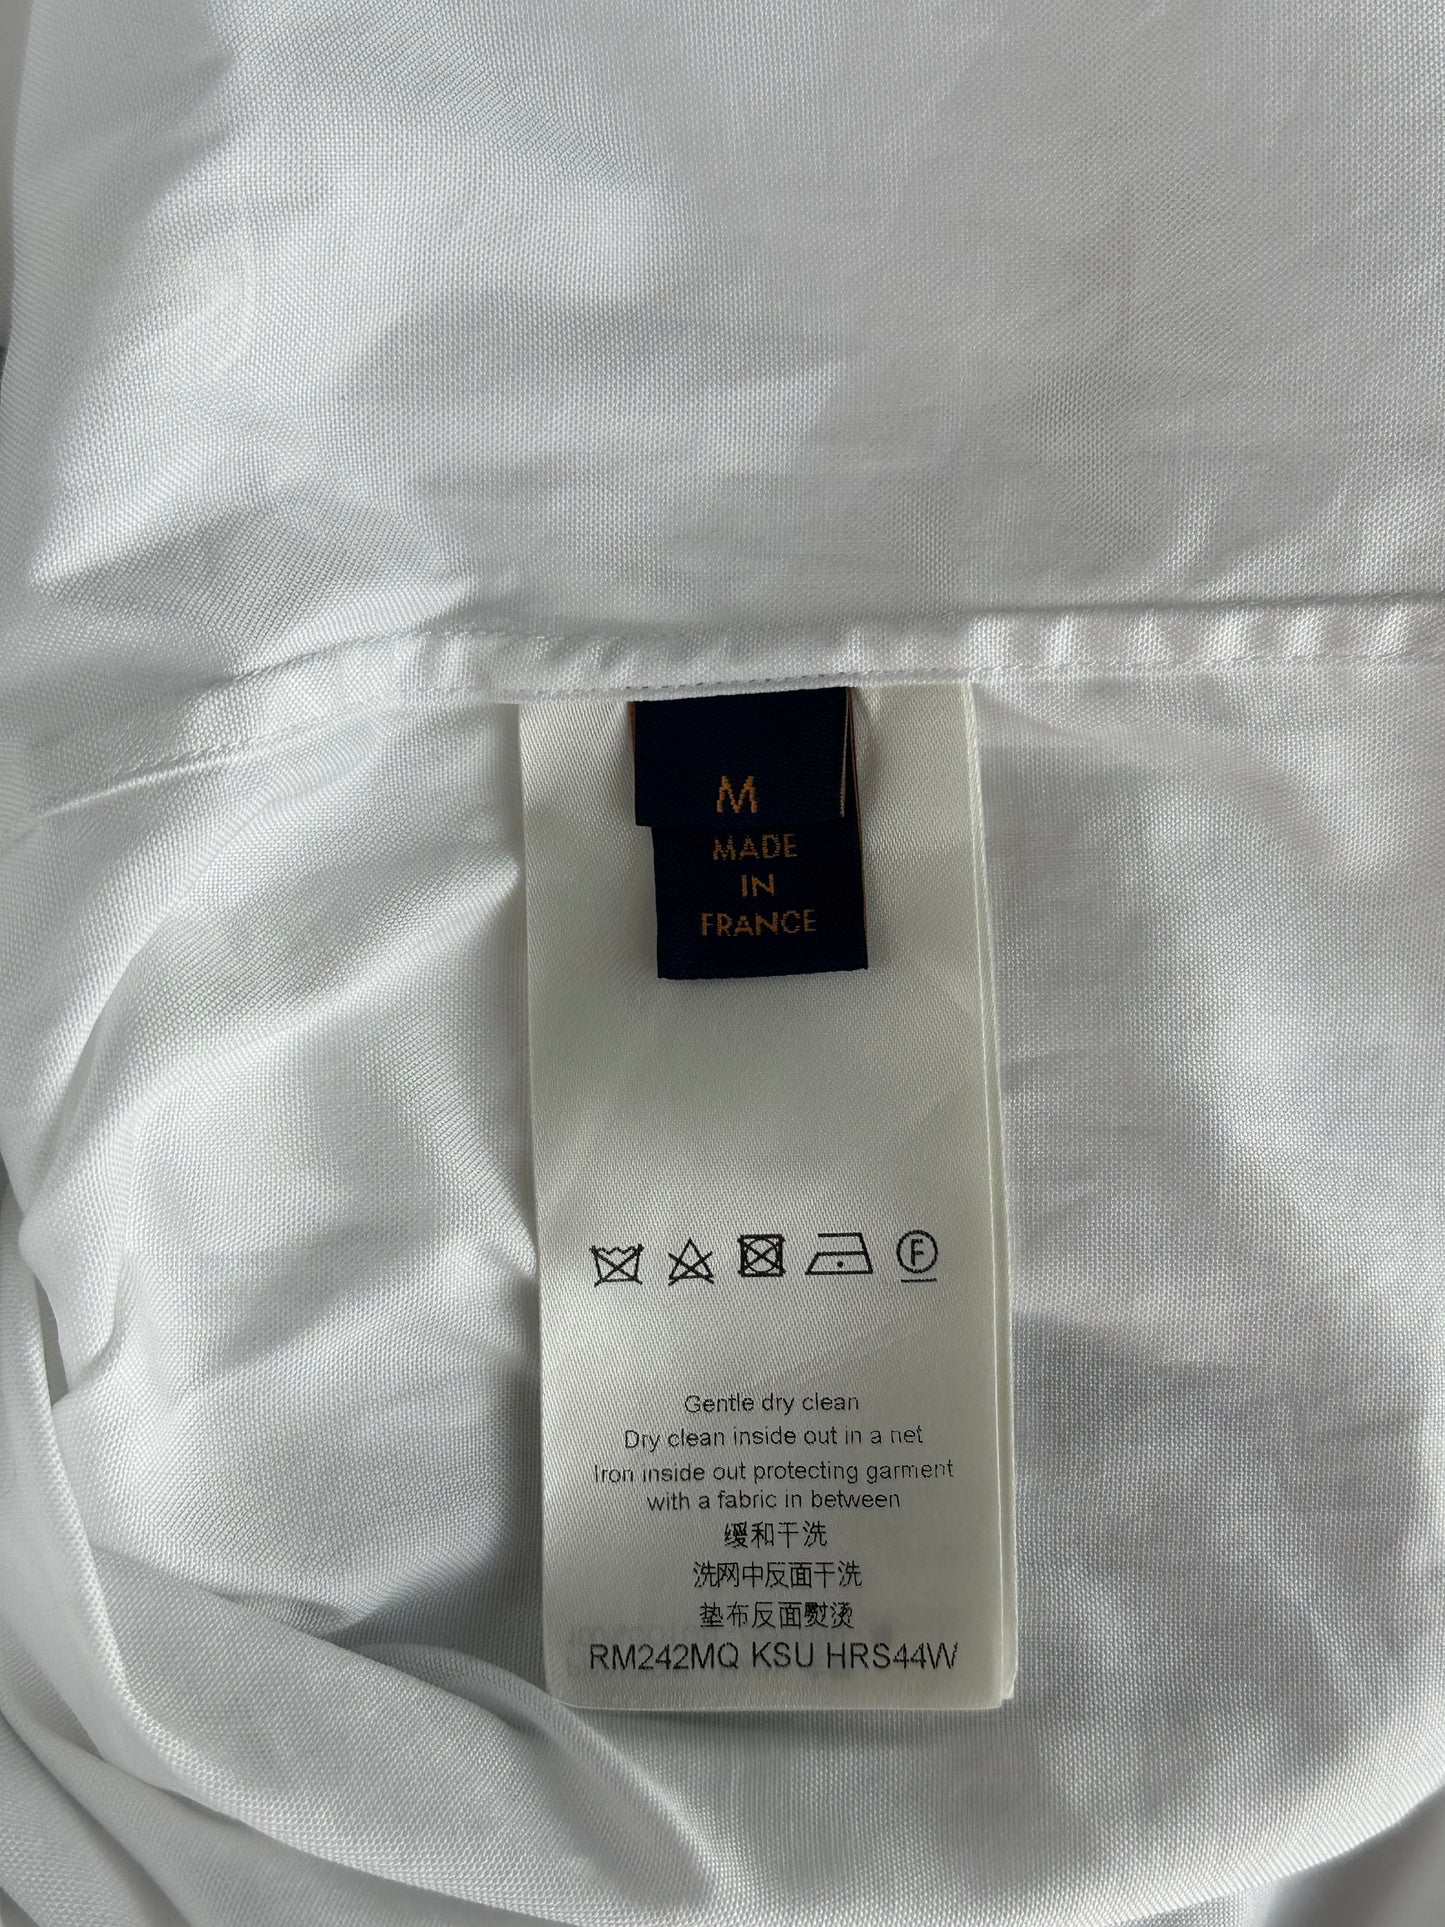 M
MADE
IN
FRANCE
F
Gentle dry clean
Dry clean inside out in a net
Iron inside out protecting garment
with a fabric in between
缓和干洗
洗网中反面干洗
垫布反面熨烫
RM242MQ KSU HRS44W